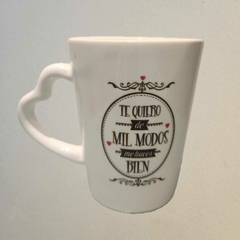 TE QUIERO
de
MIL MODOS
me haces
BIEN